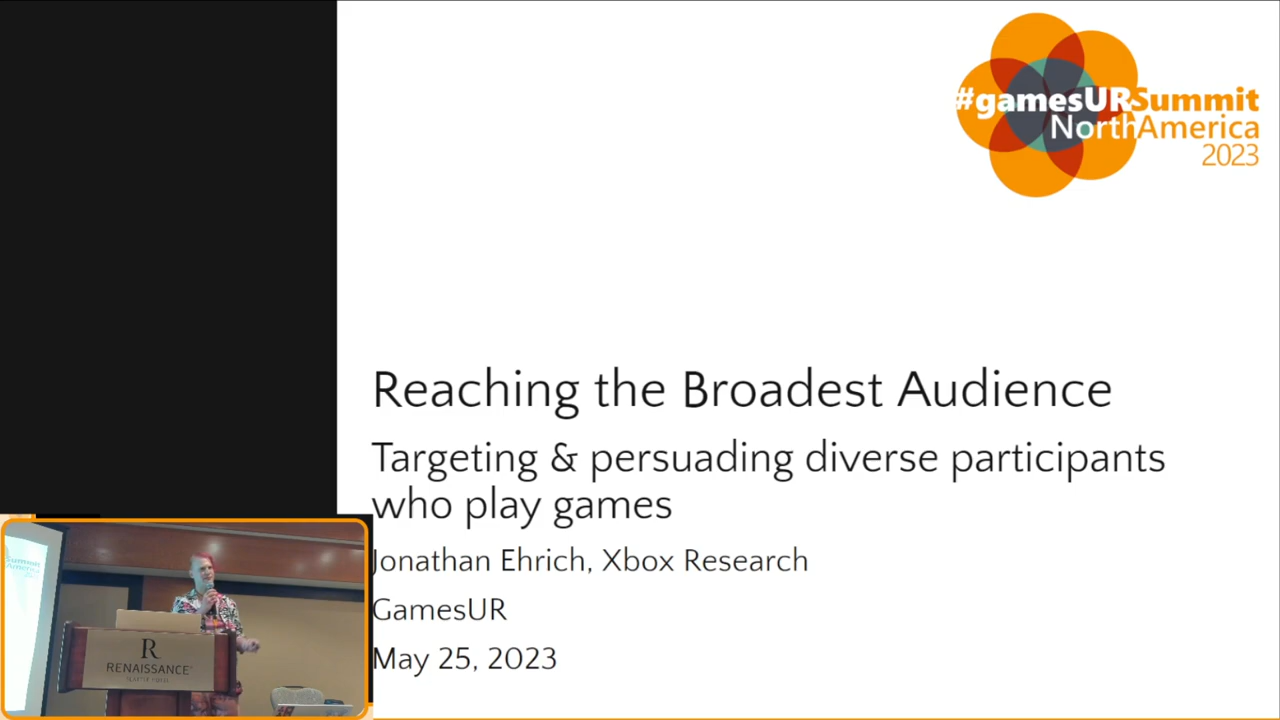 #gamesURSummit
NorthAmerica
2023
Reaching the Broadest Audience
Targeting & persuading diverse participants
who play games
Jonathan Ehrich, Xbox Research
GamesUR
May 25, 2023
Summit
R
RENAISSANCE